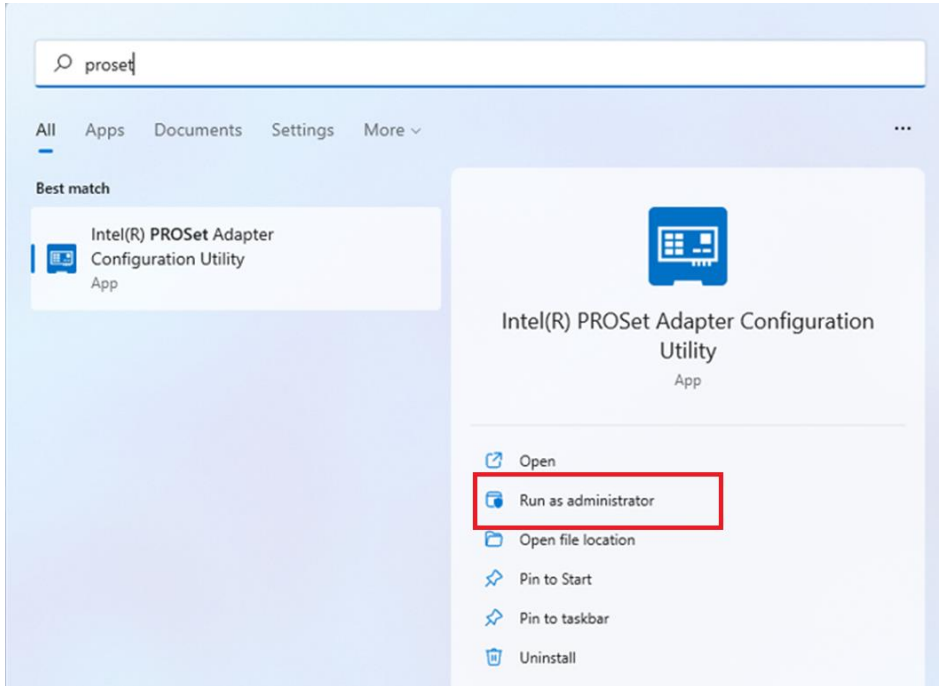 proset
All Apps Documents Settings More
Best match
Intel(R) PROSet Adapter
Configuration Utility
App
Intel(R) PROSet Adapter Configuration
Utility
App
Open
Run as administrator
Open file location
Pin to Start
Pin to taskbar
Uninstall